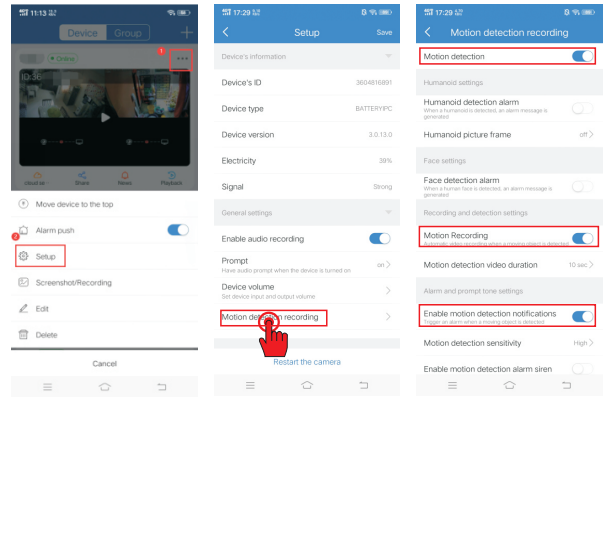 11:13
Device Group
Online
1
ID:36
cloud se
Share
News
Playback
Move device to the top
Alarm push
2
Setup
Screenshot/Recording
Edit
Delete
Cancel
17:29
Setup
Save
Device's information
Device's ID 3604816891
Device type BATTERYIPC
Device version 3.0.13.0
Electricity 39%
Signal Strong
General settings
Enable audio recording
Prompt on
Have audio prompt when the device is turned on
Device volume
Set device input and output volume
Motion detection recording
Restart the camera
17:29
Motion detection recording
Motion detection
Humanoid settings
Humanoid detection alarm
When a humanoid is detected, an alarm message is
generated
Humanoid picture frame off
Face settings
Face detection alarm
When a human face is detected, an alarm message is
generated
Recording and detection settings
Motion Recording
Automatic video recording when a moving object is detected
Motion detection video duration 10 sec
Alarm and prompt tone settings
Enable motion detection notifications
Trigger an alarm when a moving object is detected
Motion detection sensitivity High
Enable motion detection alarm siren